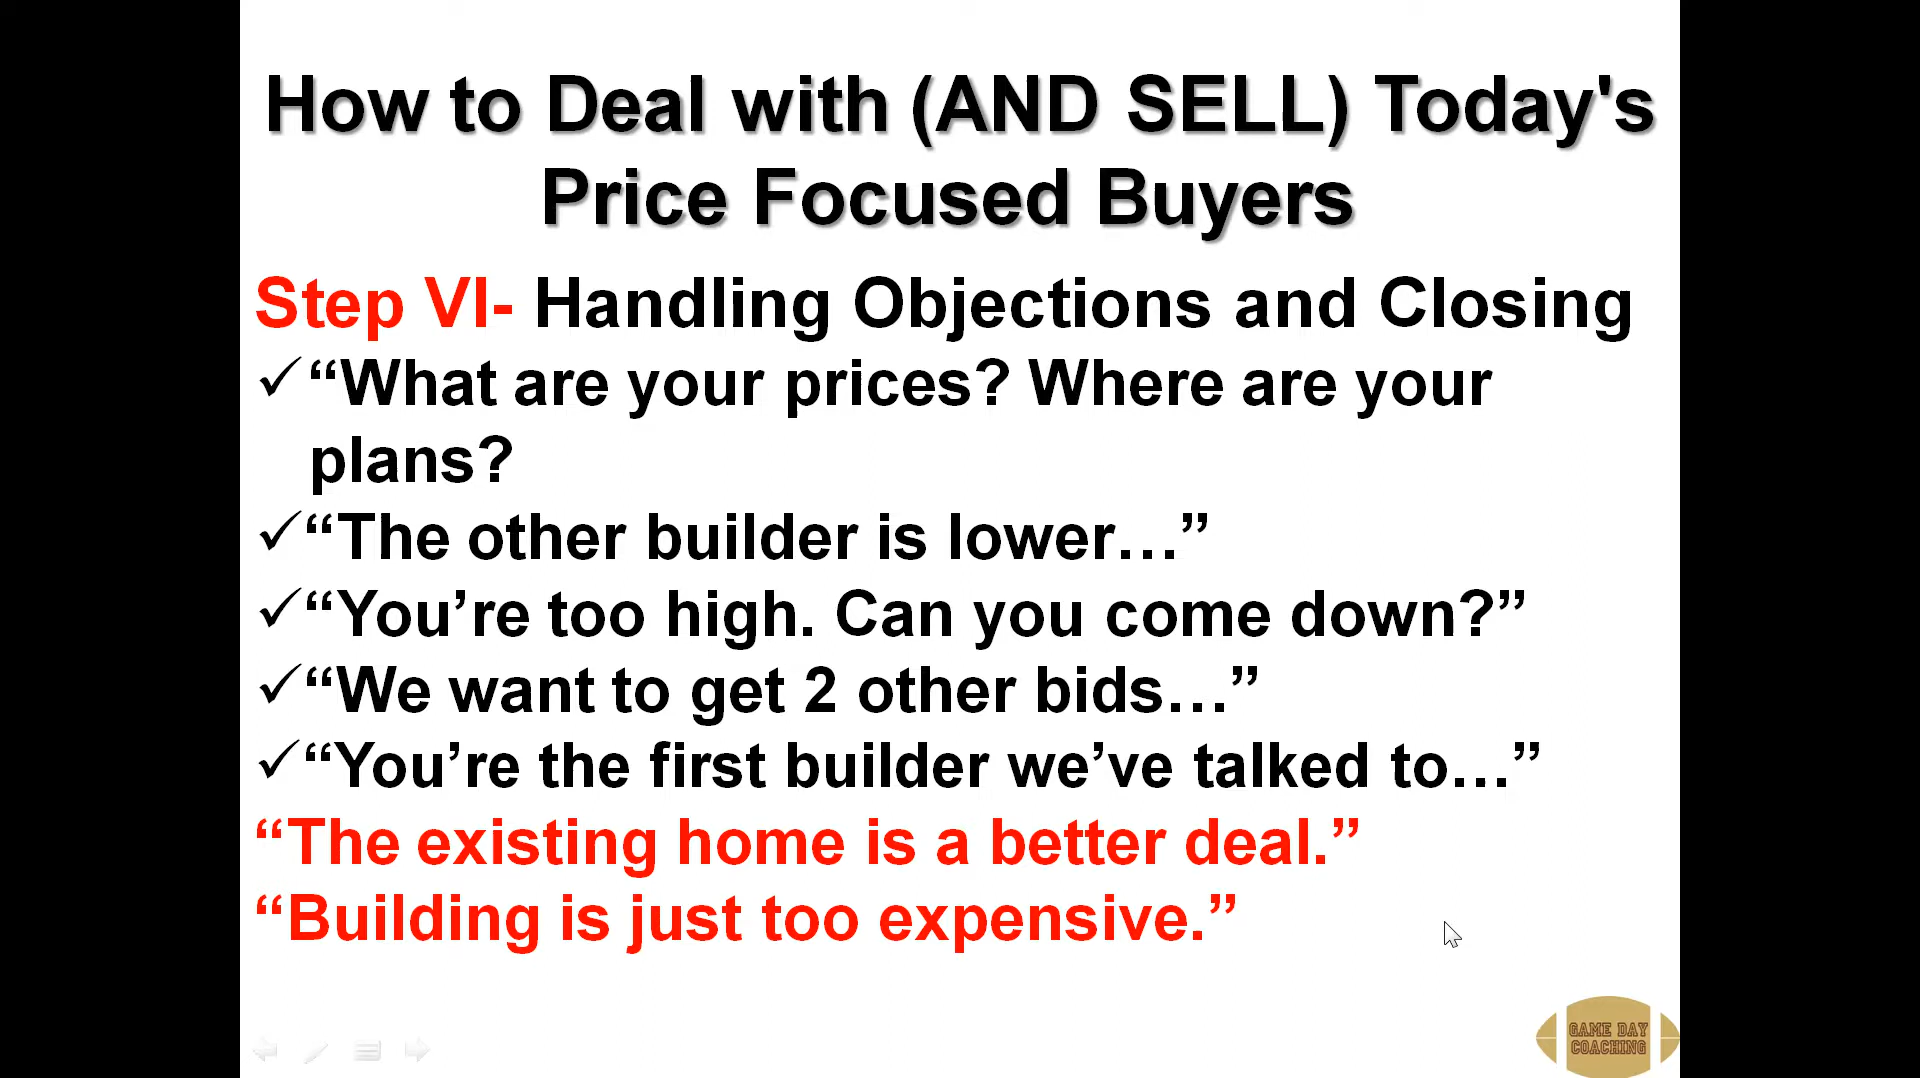 How to Deal with (AND SELL) Today's
Price Focused Buyers
Step VI- Handling Objections and Closing
✓“What are your prices? Where are your
plans?
✓“The other builder is lower…”
✓“You’re too high. Can you come down?”
✓“We want to get 2 other bids…”
✓“You’re the first builder we’ve talked to…”
“The existing home is a better deal.”
“Building is just too expensive.”
GAME DAY
COACHING